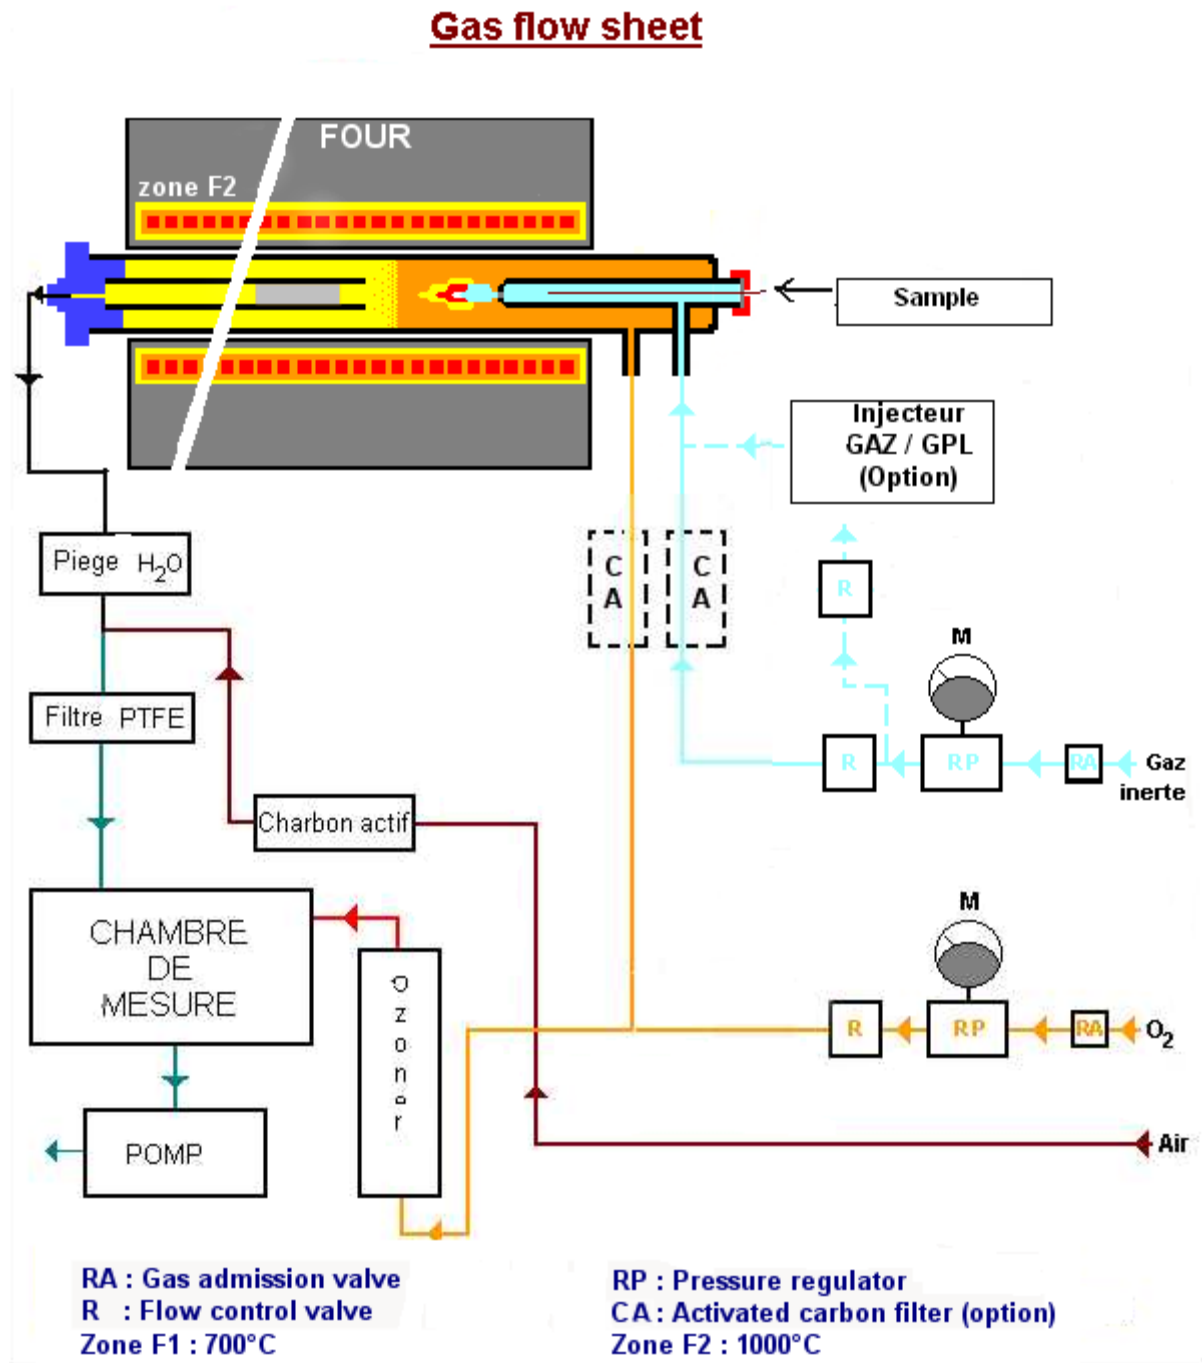 Gas flow sheet
FOUR
zone F2
Sample
Injecteur
GAZ / GPL
(Option)
C
A
C
A
R
M
Piege H₂O
Filtre PTFE
R
RP
RA
Gaz
inerte
Charbon actif
CHAMBRE
DE
MESURE
M
Ozoner
R
RP
RA
O₂
POMP
Air
RA : Gas admission valve
R : Flow control valve
Zone F1 : 700°C
RP : Pressure regulator
CA : Activated carbon filter (option)
Zone F2 : 1000°C